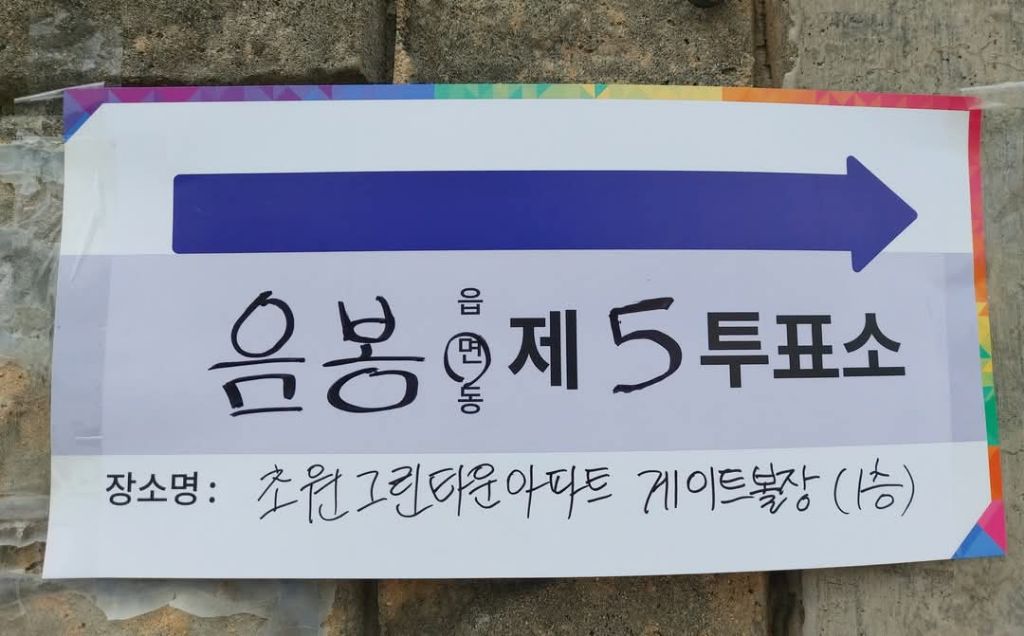 음봉 읍면동 제 5 투표소
장소명 : 초원그린타운아파트 게이트볼장 (1층)